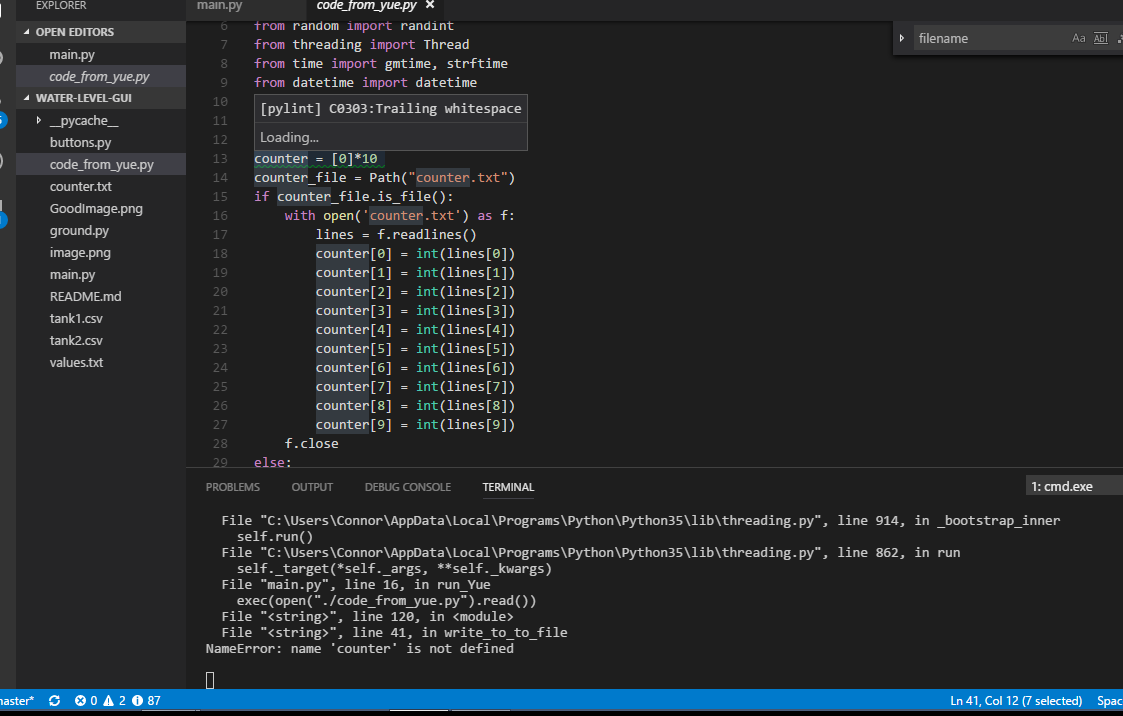 EXPLORER
OPEN EDITORS
main.py
code_from_yue.py
WATER-LEVEL-GUI
__pycache__
buttons.py
code_from_yue.py
counter.txt
GoodImage.png
ground.py
image.png
main.py
README.md
tank1.csv
tank2.csv
values.txt
main.py code_from_yue.py ×
filename Aa Abl
6 from random import randint
7 from threading import Thread
8 from time import gmtime, strftime
9 from datetime import datetime
10
11
12
[pylint] C0303:Trailing whitespace
Loading...
13 counter = [0]*10
14 counter_file = Path("counter.txt")
15 if counter_file.is_file():
16     with open('counter.txt') as f:
17         lines = f.readlines()
18         counter[0] = int(lines[0])
19         counter[1] = int(lines[1])
20         counter[2] = int(lines[2])
21         counter[3] = int(lines[3])
22         counter[4] = int(lines[4])
23         counter[5] = int(lines[5])
24         counter[6] = int(lines[6])
25         counter[7] = int(lines[7])
26         counter[8] = int(lines[8])
27         counter[9] = int(lines[9])
28     f.close
29 else:
PROBLEMS OUTPUT DEBUG CONSOLE TERMINAL 1: cmd.exe
  File "C:\Users\Connor\AppData\Local\Programs\Python\Python35\lib\threading.py", line 914, in _bootstrap_inner
    self.run()
  File "C:\Users\Connor\AppData\Local\Programs\Python\Python35\lib\threading.py", line 862, in run
    self._target(*self._args, **self._kwargs)
  File "main.py", line 16, in run_Yue
    exec(open("./code_from_yue.py").read())
  File "<string>", line 120, in <module>
  File "<string>", line 41, in write_to_to_file
NameError: name 'counter' is not defined
naster* 0 2 87 Ln 41, Col 12 (7 selected) Spac